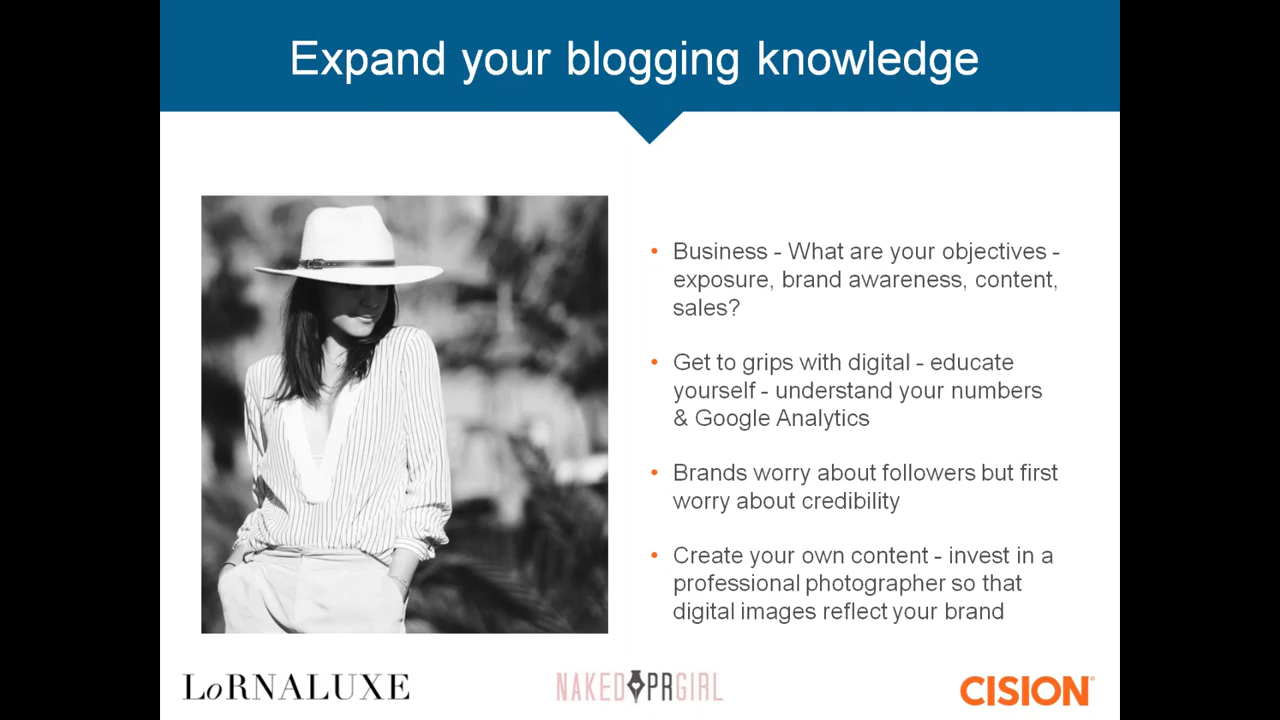 Expand your blogging knowledge
• Business - What are your objectives -
exposure, brand awareness, content,
sales?
• Get to grips with digital - educate
yourself - understand your numbers
& Google Analytics
• Brands worry about followers but first
worry about credibility
• Create your own content - invest in a
professional photographer so that
digital images reflect your brand
LoRNALUXE
NAKED PRGIRL
CISION®